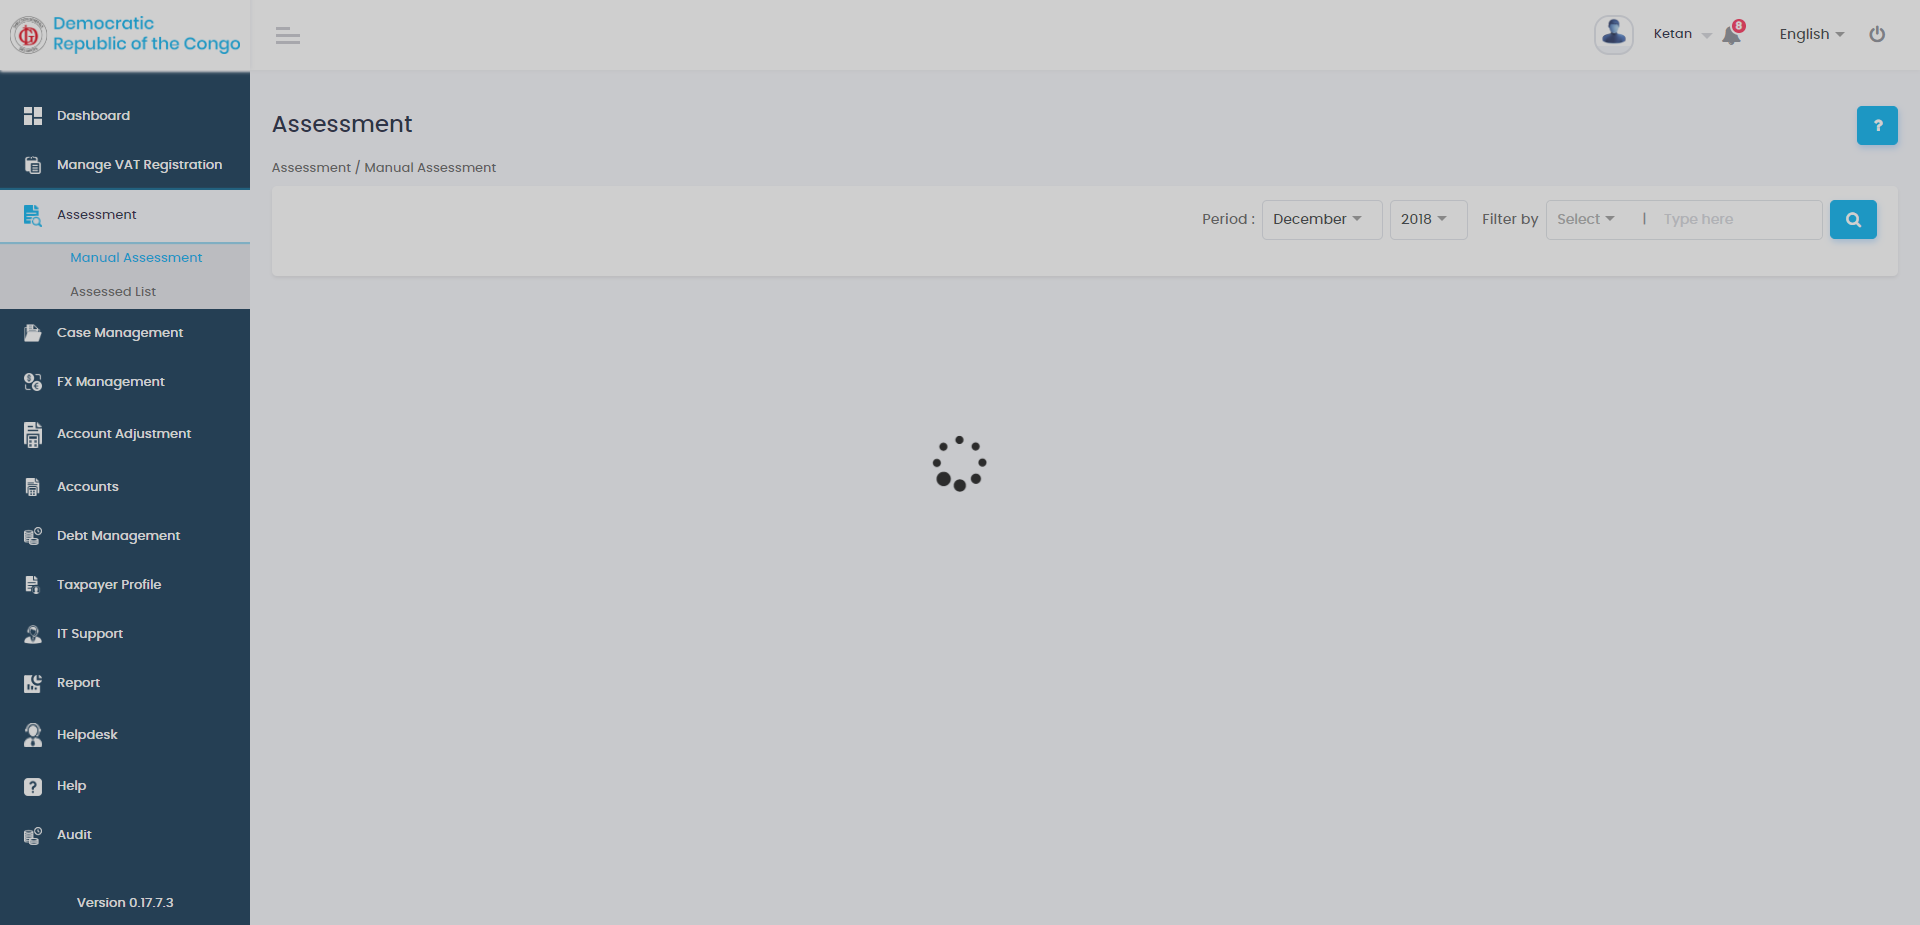 Democratic
Republic of the Congo
Ketan
8
English
Dashboard
Manage VAT Registration
Assessment
Manual Assessment
Assessed List
Case Management
FX Management
Account Adjustment
Accounts
Debt Management
Taxpayer Profile
IT Support
Report
Helpdesk
Help
Audit
Version 0.17.7.3
Assessment
?
Assessment / Manual Assessment
Period : December 2018 Filter by Select | Type here